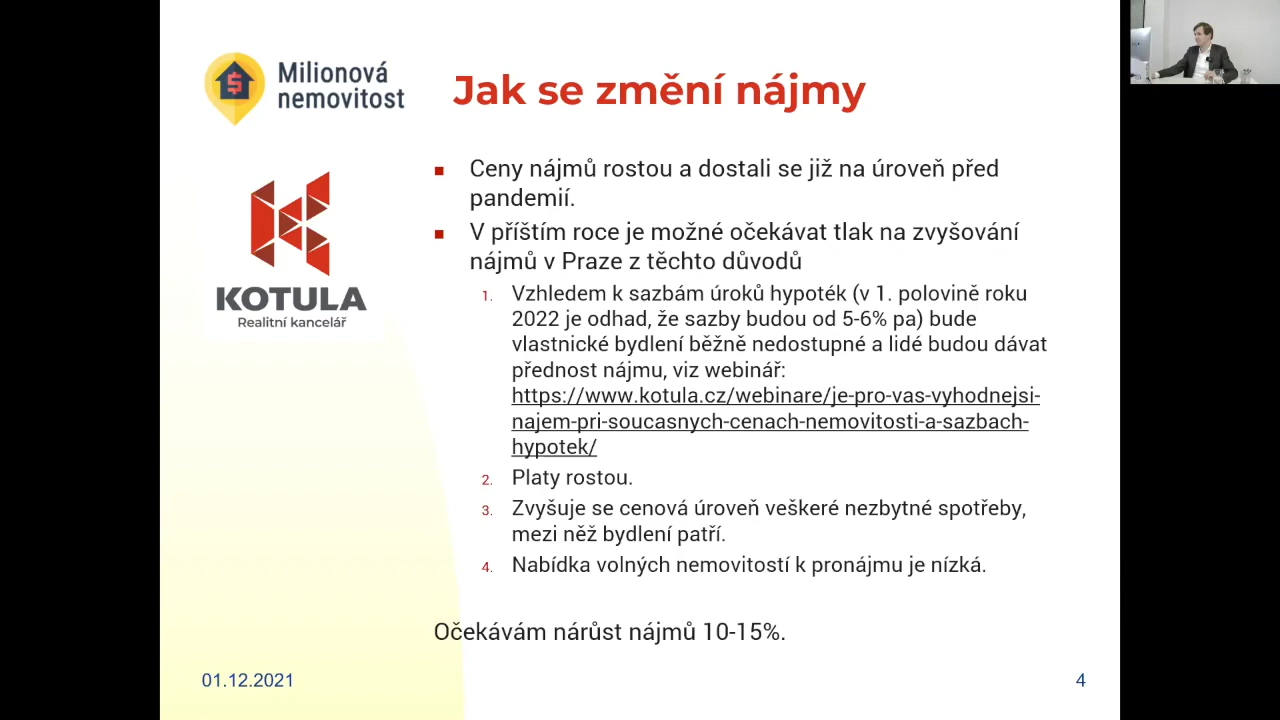 Milionová
nemovitost
Jak se změní nájmy
KOTULA
Realitní kancelář
Ceny nájmů rostou a dostali se již na úroveň před
pandemií.
V příštím roce je možné očekávat tlak na zvyšování
nájmů v Praze z těchto důvodů
1. Vzhledem k sazbám úroků hypoték (v 1. polovině roku
2022 je odhad, že sazby budou od 5-6% pa) bude
vlastnické bydlení běžně nedostupné a lidé budou dávat
přednost nájmu, viz webinář:
https://www.kotula.cz/webinare/je-pro-vas-vyhodnejsi-
najem-pri-soucasnych-cenach-nemovitosti-a-sazbach-
hypotek/
2. Platy rostou.
3. Zvyšuje se cenová úroveň veškeré nezbytné spotřeby,
mezi něž bydlení patří.
4. Nabídka volných nemovitostí k pronájmu je nízká.
Očekávám nárůst nájmů 10-15%.
01.12.2021
4